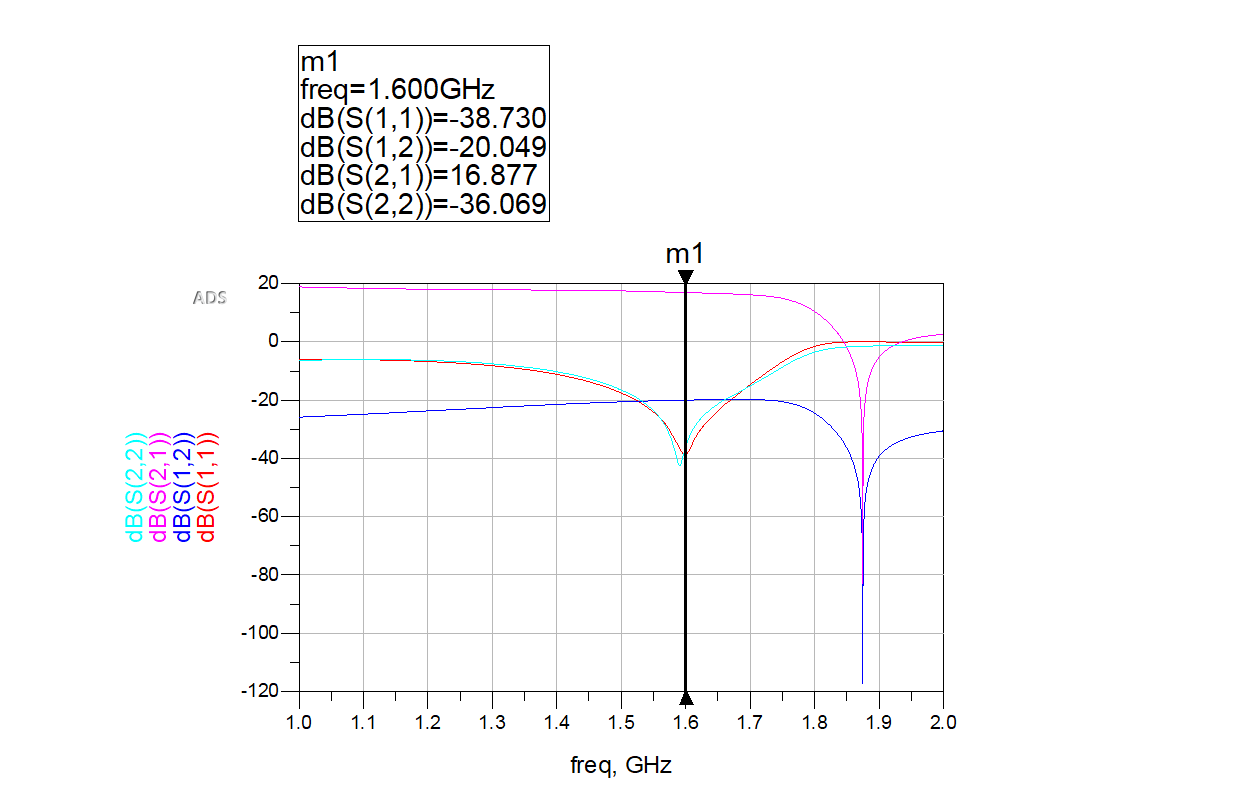 m1
freq=1.600GHz
dB(S(1,1))=-38.730
dB(S(1,2))=-20.049
dB(S(2,1))=16.877
dB(S(2,2))=-36.069
m1
ADS
20
0
-20
-40
-60
-80
-100
-120
dB(S(2,2))
dB(S(2,1))
dB(S(1,2))
dB(S(1,1))
1.0 1.1 1.2 1.3 1.4 1.5 1.6 1.7 1.8 1.9 2.0
freq, GHz